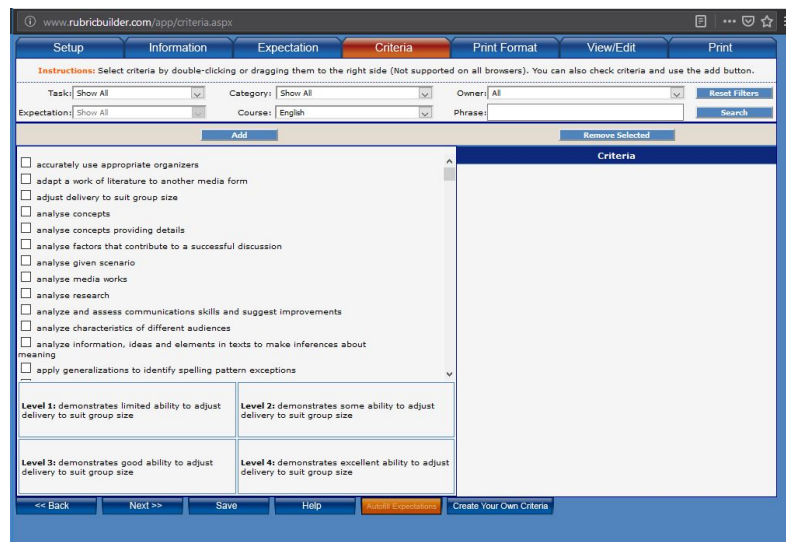 www.rubricbuilder.com/app/criteria.aspx
Setup Information Expectation Criteria Print Format View/Edit Print
Instructions: Select criteria by double-clicking or dragging them to the right side (Not supported on all browsers). You can also check criteria and use the add button.
Task: Show All Category: Show All Owner: All Reset Filters
Expectation: Show All Course: English Phrase: Search
Add Remove Selected
Criteria
accurately use appropriate organizers
adapt a work of literature to another media form
adjust delivery to suit group size
analyse concepts
analyse concepts providing details
analyse factors that contribute to a successful discussion
analyse given scenario
analyse media works
analyse research
analyze and assess communications skills and suggest improvements
analyze characteristics of different audiences
analyze information, ideas and elements in texts to make inferences about
meaning
apply generalizations to identify spelling pattern exceptions
Level 1: demonstrates limited ability to adjust
delivery to suit group size
Level 2: demonstrates some ability to adjust
delivery to suit group size
Level 3: demonstrates good ability to adjust
delivery to suit group size
Level 4: demonstrates excellent ability to adjust
delivery to suit group size
<< Back Next >> Save Help Autofill Expectations Create Your Own Criteria